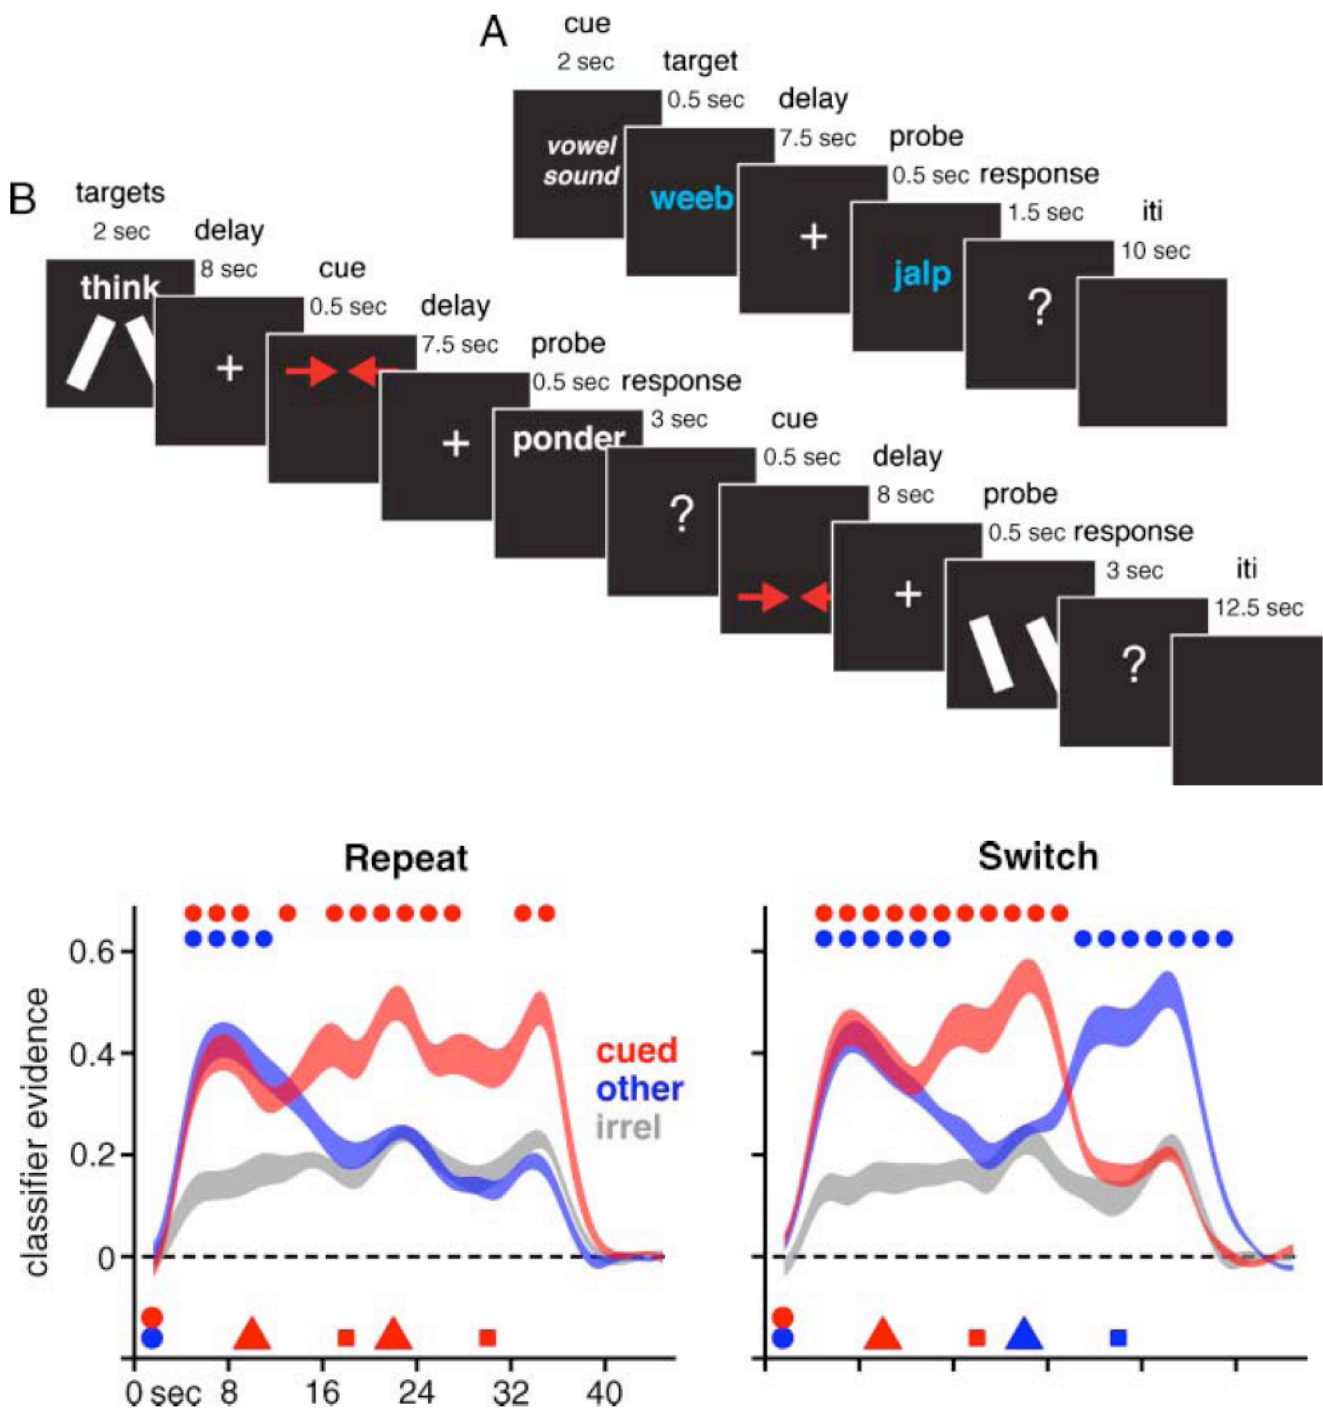 A
cue
2 sec
target
0.5 sec
delay
7.5 sec
probe
0.5 sec
response
1.5 sec
iti
10 sec
vowel
sound
weeb
+
jalp
?
B
targets
2 sec
delay
8 sec
cue
0.5 sec
delay
7.5 sec
probe
0.5 sec
response
3 sec
cue
0.5 sec
delay
8 sec
probe
0.5 sec
response
3 sec
iti
12.5 sec
think
+
+
ponder
?
+
?
Repeat
Switch
classifier evidence
0.6
0.4
0.2
0
cued
other
irrel
0 sec 8 16 24 32 40